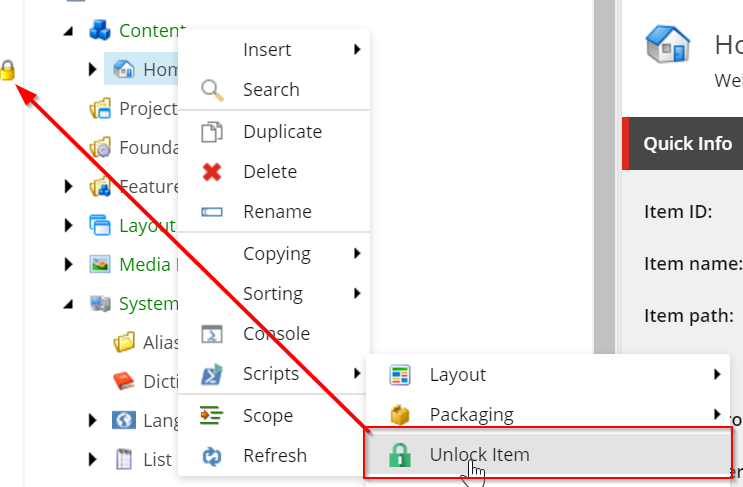 Content
Hom
Project
Founda
Feature
Layout
Media
System
Alias
Dicti
Lang
List
Insert
Search
Duplicate
Delete
Rename
Copying
Sorting
Console
Scripts
Scope
Refresh
Layout
Packaging
Unlock Item
Ho
Wel
Quick Info
Item ID:
Item name:
Item path: